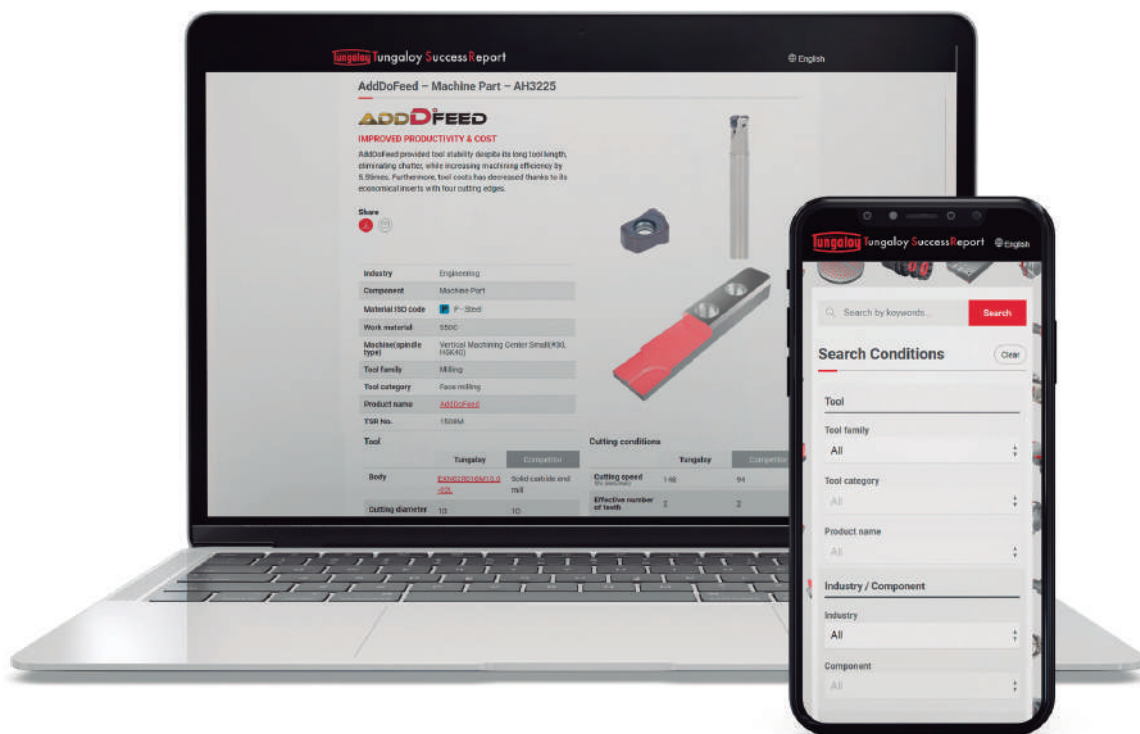 Tungaloy Tungaloy SuccessReport
English
AddDoFeed – Machine Part – AH3225
ADDDOFEED
IMPROVED PRODUCTIVITY & COST
AddDoFeed provided tool stability despite its long tool length,
eliminating chatter, while increasing machining efficiency by
5.59times. Furthermore, tool costs has decreased thanks to its
economical inserts with four cutting edges.
Share
Industry Engineering
Component Machine Part
Material ISO code P P - Steel
Work material S50C
Machine(spindle type) Vertical Machining Center Small(#30, HSK40)
Tool family Milling
Tool category Face milling
Product name AddDoFeed
TSR No.
Tool
Tungaloy Competitor
Body Solid carbide end mill
Cutting diameter 10 10
Cutting conditions
Tungaloy Competitor
Cutting speed 148 94
Effective number of teeth 2 2
Tungaloy Tungaloy SuccessReport
English
Search by keywords...
Search
Search Conditions
Clear
Tool
Tool family
All
Tool category
All
Product name
All
Industry / Component
Industry
All
Component
All